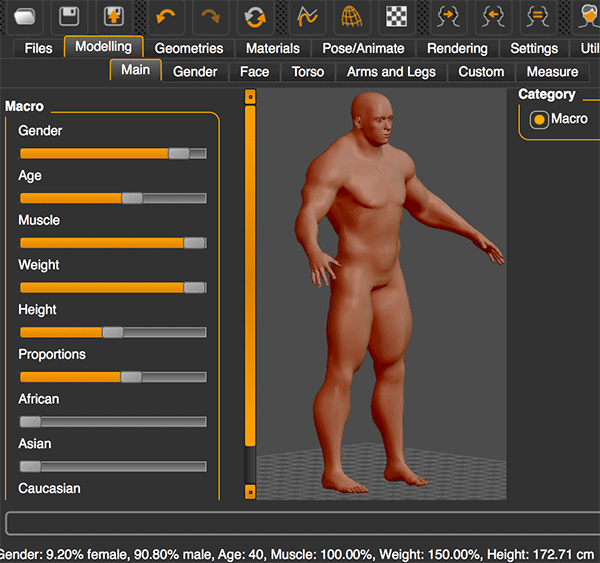 Files Modelling Geometries Materials Pose/Animate Rendering Settings
Main Gender Face Torso Arms and Legs Custom Measure
Macro
Gender
Age
Muscle
Weight
Height
Proportions
African
Asian
Caucasian
Category
Macro
Gender: 9.20% female, 90.80% male, Age: 40, Muscle: 100.00%, Weight: 150.00%, Height: 172.71 cm